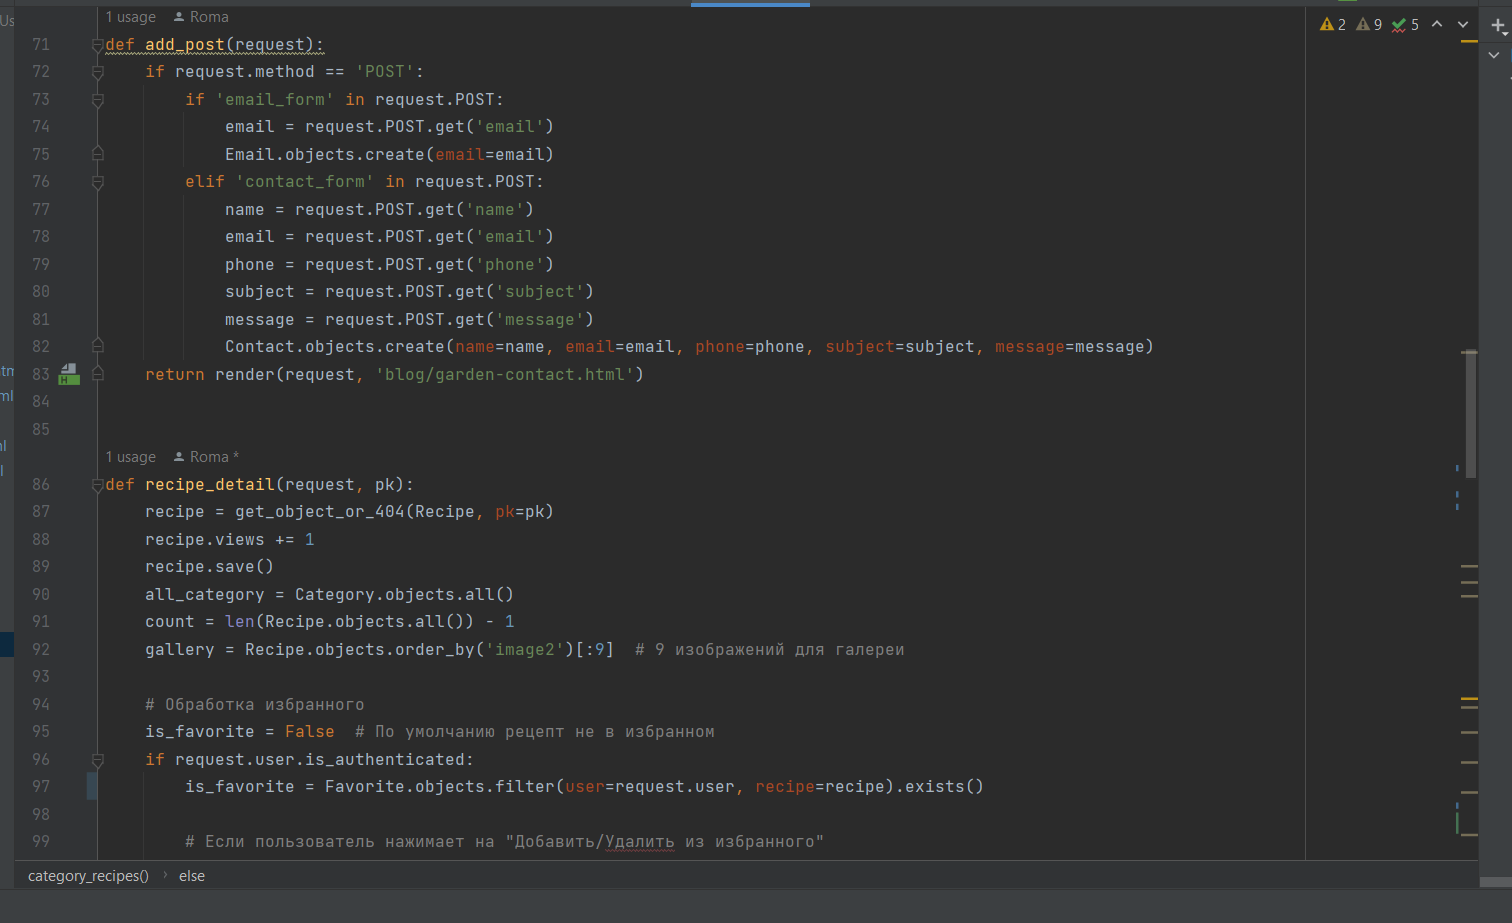 Us
1 usage Roma
2 9 5
71 def add_post(request):
72 if request.method == 'POST':
73 if 'email_form' in request.POST:
74 email = request.POST.get('email')
75 Email.objects.create(email=email)
76 elif 'contact_form' in request.POST:
77 name = request.POST.get('name')
78 email = request.POST.get('email')
79 phone = request.POST.get('phone')
80 subject = request.POST.get('subject')
81 message = request.POST.get('message')
82 Contact.objects.create(name=name, email=email, phone=phone, subject=subject, message=message)
83 return render(request, 'blog/garden-contact.html')
84
85
1 usage Roma *
86 def recipe_detail(request, pk):
87 recipe = get_object_or_404(Recipe, pk=pk)
88 recipe.views += 1
89 recipe.save()
90 all_category = Category.objects.all()
91 count = len(Recipe.objects.all()) - 1
92 gallery = Recipe.objects.order_by('image2')[:9] # 9 изображений для галереи
93
94 # Обработка избранного
95 is_favorite = False # По умолчанию рецепт не в избранном
96 if request.user.is_authenticated:
97 is_favorite = Favorite.objects.filter(user=request.user, recipe=recipe).exists()
98
99 # Если пользователь нажимает на "Добавить/Удалить из избранного"
category_recipes() › else